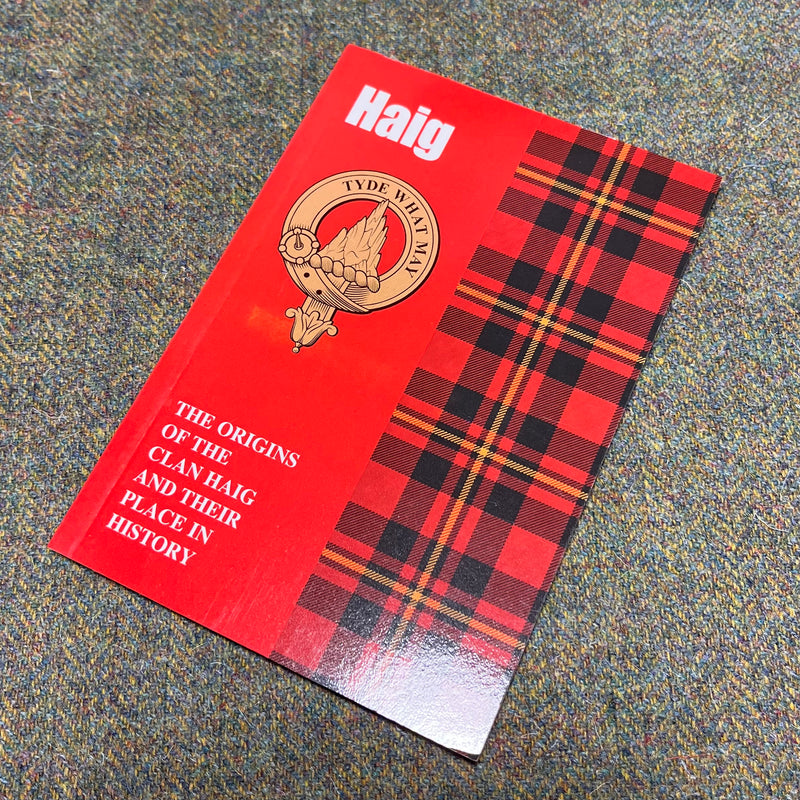 Haig
TYDE WHAT MAY
THE ORIGINS
OF THE
CLAN HAIG
AND THEIR
PLACE IN
HISTORY